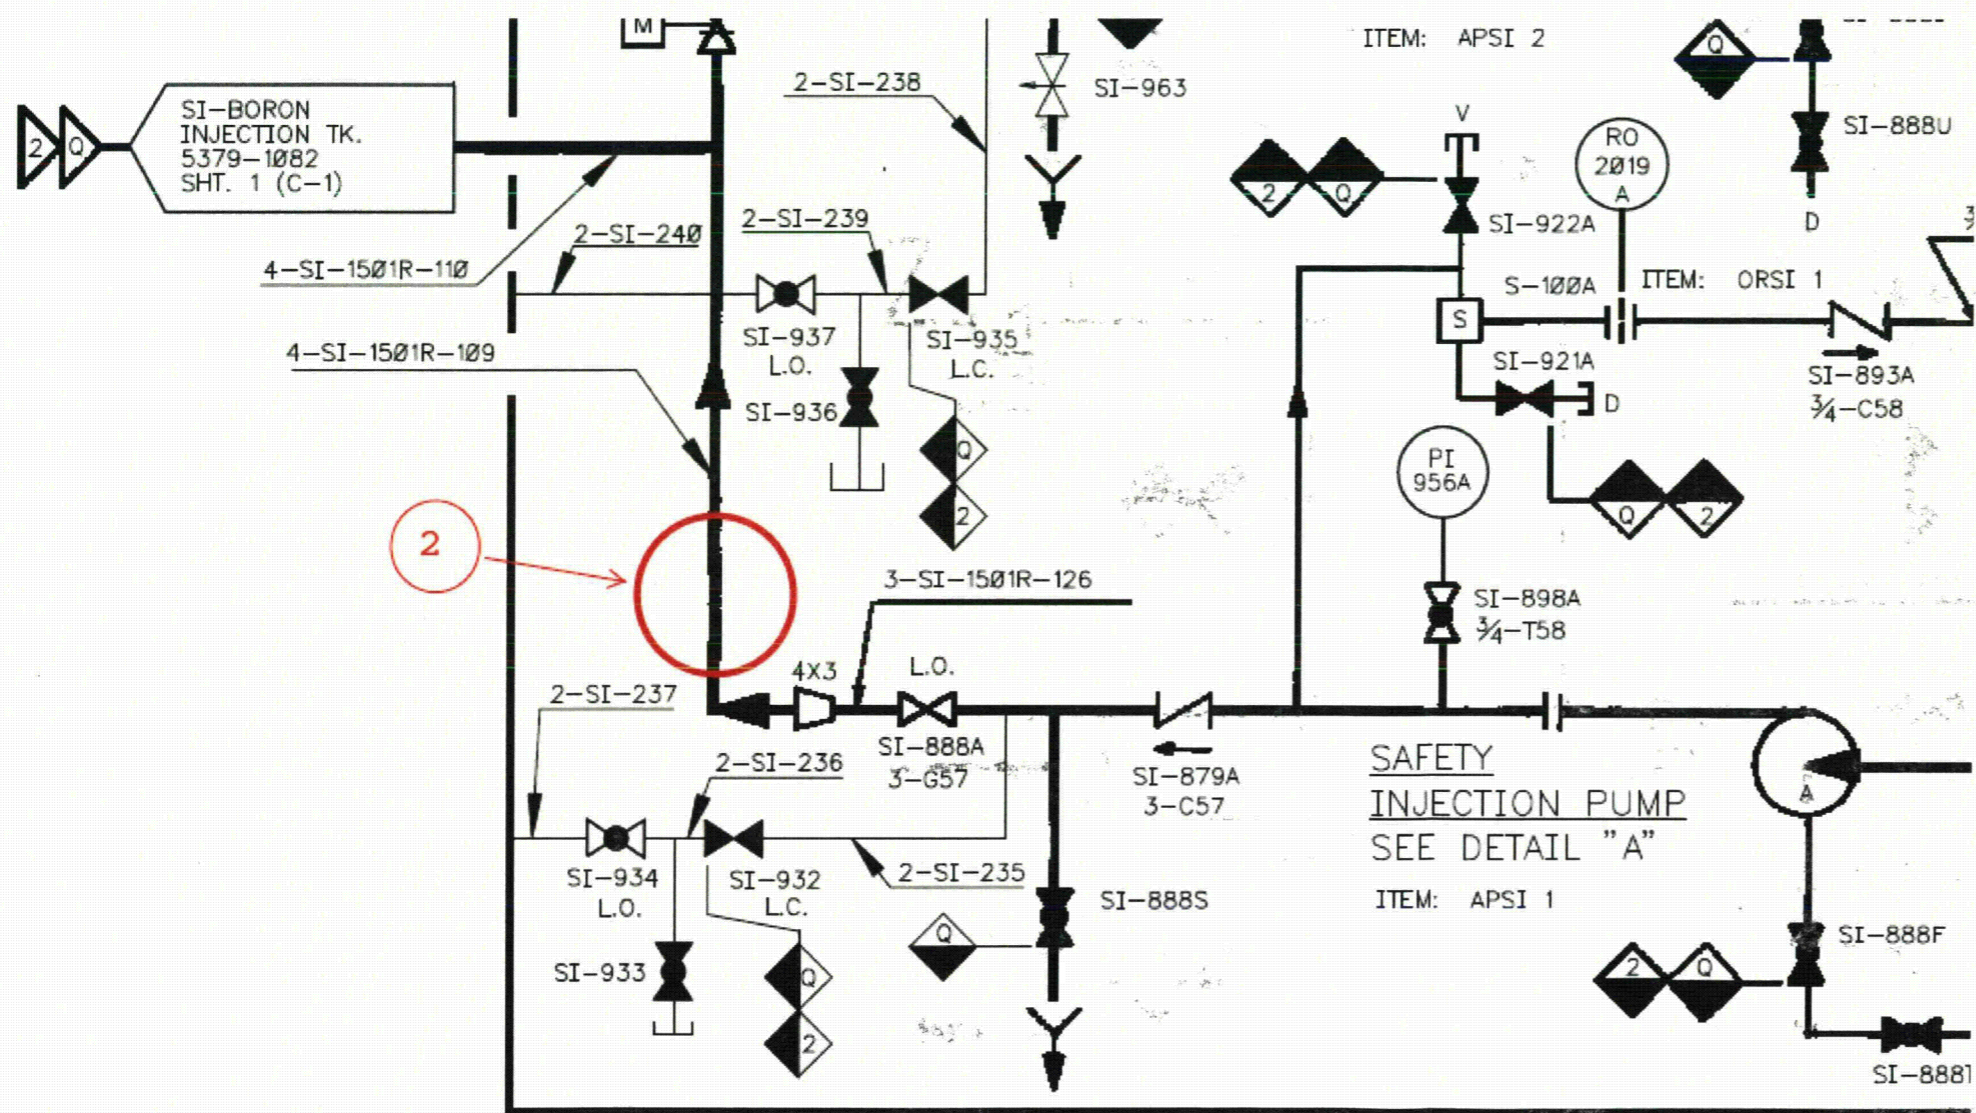 M
2
Q
SI-BORON
INJECTION TK.
5379-1082
SHT. 1 (C-1)
2-SI-238
SI-963
ITEM: APSI 2
Q
SI-888U
D
V
2
Q
SI-922A
RO
2019
A
S-100A
ITEM: ORSI 1
S
SI-921A
D
SI-893A
3/4-C58
4-SI-1501R-110
2-SI-240
2-SI-239
SI-937
L.O.
SI-935
L.C.
SI-936
Q
2
4-SI-1501R-109
PI
956A
Q
2
2
3-SI-1501R-126
SI-898A
3/4-T58
4X3
L.O.
SI-888A
3-G57
SI-879A
3-C57
2-SI-237
2-SI-236
2-SI-235
SI-934
L.O.
SI-932
L.C.
SI-933
Q
2
SI-888S
Q
SAFETY
INJECTION PUMP
SEE DETAIL "A"
ITEM: APSI 1
A
SI-888F
2
Q